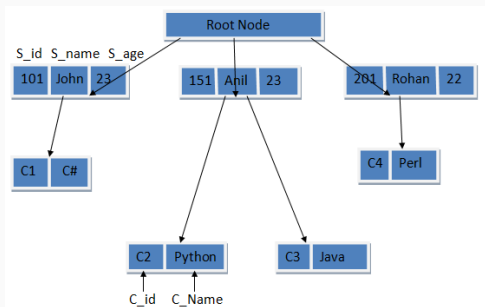 Root Node
S_id S_name S_age
101 John 23
151 Anil 23
201 Rohan 22
C1 C#
C4 Perl
C2 Python
C3 Java
C_id C_Name